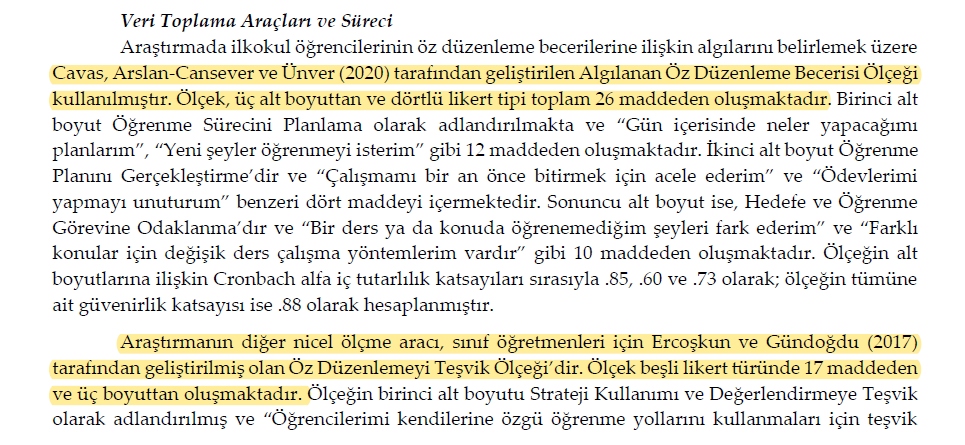 Veri Toplama Araçları ve Süreci
Araştırmada ilkokul öğrencilerinin öz düzenleme becerilerine ilişkin algılarını belirlemek üzere
Cavas, Arslan-Cansever ve Ünver (2020) tarafından geliştirilen Algılanan Öz Düzenleme Becerisi Ölçeği
kullanılmıştır. Ölçek, üç alt boyuttan ve dörtlü likert tipi toplam 26 maddeden oluşmaktadır. Birinci alt
boyut Öğrenme Sürecini Planlama olarak adlandırılmakta ve “Gün içerisinde neler yapacağımı
planlarım”, “Yeni şeyler öğrenmeyi isterim” gibi 12 maddeden oluşmaktadır. İkinci alt boyut Öğrenme
Planını Gerçekleştirme’dir ve “Çalışmamı bir an önce bitirmek için acele ederim” ve “Ödevlerimi
yapmayı unuturum” benzeri dört maddeyi içermektedir. Sonuncu alt boyut ise, Hedefe ve Öğrenme
Görevine Odaklanma’dır ve “Bir ders ya da konuda öğrenemediğim şeyleri fark ederim” ve “Farklı
konular için değişik ders çalışma yöntemlerim vardır” gibi 10 maddeden oluşmaktadır. Ölçeğin alt
boyutlarına ilişkin Cronbach alfa iç tutarlılık katsayıları sırasıyla .85, .60 ve .73 olarak; ölçeğin tümüne
ait güvenirlik katsayısı ise .88 olarak hesaplanmıştır.
Araştırmanın diğer nicel ölçme aracı, sınıf öğretmenleri için Ercoşkun ve Gündoğdu (2017)
tarafından geliştirilmiş olan Öz Düzenlemeyi Teşvik Ölçeği’dir. Ölçek beşli likert türünde 17 maddeden
ve üç boyuttan oluşmaktadır. Ölçeğin birinci alt boyutu Strateji Kullanımı ve Değerlendirmeye Teşvik
olarak adlandırılmış ve “Öğrencilerimi kendilerine özgü öğrenme yollarını kullanmaları için teşvik